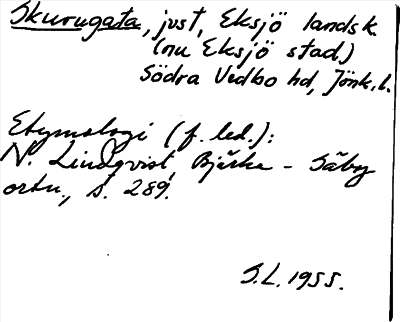 Skurugata, just, Eksjö landsk.
(nu Eksjö stad)
Södra Vedbo hd, Jönk. l.
Etymologi (f. led.):
N. Lindqvist, Bjärka - Säby
ortn., s. 289.
S.L. 1955.